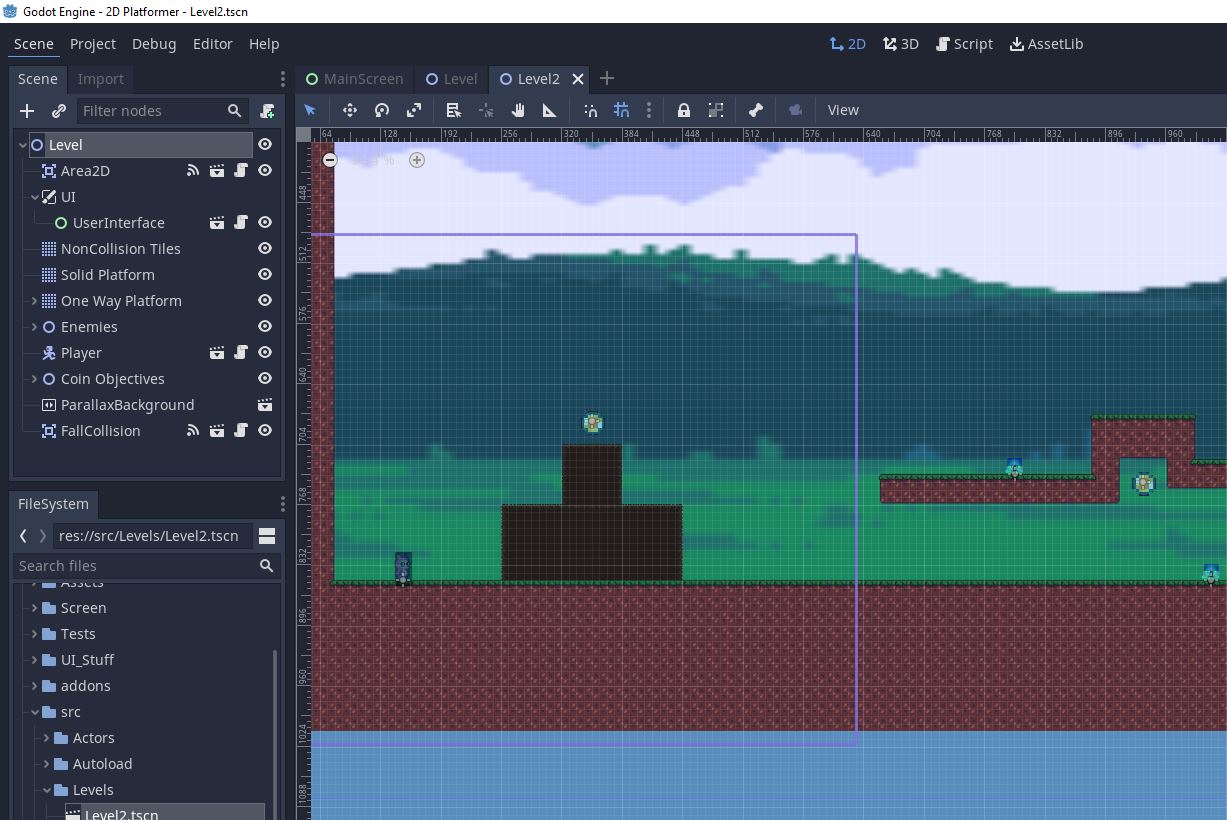 Godot Engine - 2D Platformer - Level2.tscn
Scene Project Debug Editor Help
2D 3D Script AssetLib
Scene Import
MainScreen Level Level2
Filter nodes
View
64 128 192 256 320 384 448 512 576 640 704 768 832 896 960
Level
Area2D
UI
UserInterface
NonCollision Tiles
Solid Platform
One Way Platform
Enemies
Player
Coin Objectives
ParallaxBackground
FallCollision
448
512
576
640
704
768
832
896
960
1024
1088
FileSystem
res://src/Levels/Level2.tscn
Search files
Assets
Screen
Tests
UI_Stuff
addons
src
Actors
Autoload
Levels
Level2.tscn